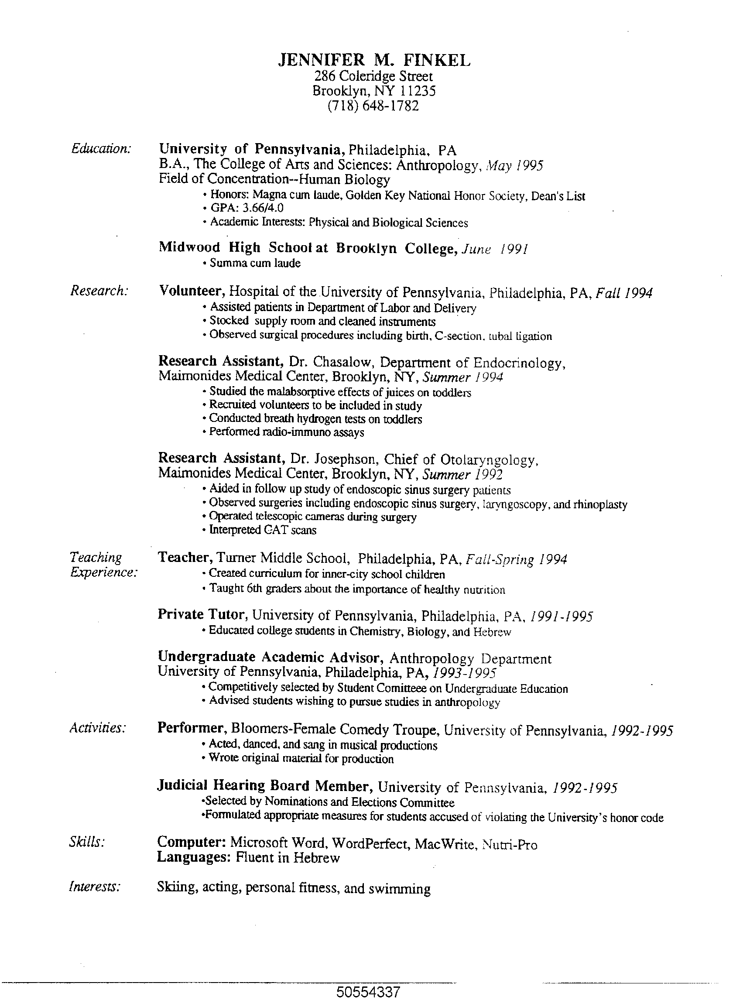 JENNIFER M. FINKEL
286 Coleridge Street
Brooklyn, NY 11235
(718) 648-1782
Education: University of Pennsylvania, Philadelphia, PA
B.A., The College of Arts and Sciences: Anthropology, May 1995
Field of Concentration--Human Biology
• Honors: Magna cum laude, Golden Key National Honor Society, Dean's List
• GPA: 3.66/4.0
• Academic Interests: Physical and Biological Sciences
Midwood High School at Brooklyn College, June 1991
• Summa cum laude
Research: Volunteer, Hospital of the University of Pennsylvania, Philadelphia, PA, Fall 1994
• Assisted patients in Department of Labor and Delivery
• Stocked supply room and cleaned instruments
• Observed surgical procedures including birth, C-section, tubal ligation
Research Assistant, Dr. Chasalow, Department of Endocrinology,
Maimonides Medical Center, Brooklyn, NY, Summer 1994
• Studied the malabsorptive effects of juices on toddlers
• Recruited volunteers to be included in study
• Conducted breath hydrogen tests on toddlers
• Performed radio-immuno assays
Research Assistant, Dr. Josephson, Chief of Otolaryngology,
Maimonides Medical Center, Brooklyn, NY, Summer 1992
• Aided in follow up study of endoscopic sinus surgery patients
• Observed surgeries including endoscopic sinus surgery, laryngoscopy, and rhinoplasty
• Operated telescopic cameras during surgery
• Interpreted CAT scans
Teaching Experience: Teacher, Turner Middle School, Philadelphia, PA, Fall-Spring 1994
• Created curriculum for inner-city school children
• Taught 6th graders about the importance of healthy nutrition
Private Tutor, University of Pennsylvania, Philadelphia, PA, 1991-1995
• Educated college students in Chemistry, Biology, and Hebrew
Undergraduate Academic Advisor, Anthropology Department
University of Pennsylvania, Philadelphia, PA, 1993-1995
• Competitively selected by Student Comitteee on Undergraduate Education
• Advised students wishing to pursue studies in anthropology
Activities: Performer, Bloomers-Female Comedy Troupe, University of Pennsylvania, 1992-1995
• Acted, danced, and sang in musical productions
• Wrote original material for production
Judicial Hearing Board Member, University of Pennsylvania, 1992-1995
•Selected by Nominations and Elections Committee
•Formulated appropriate measures for students accused of violating the University's honor code
Skills: Computer: Microsoft Word, WordPerfect, MacWrite, Nutri-Pro
Languages: Fluent in Hebrew
Interests: Skiing, acting, personal fitness, and swimming
50554337